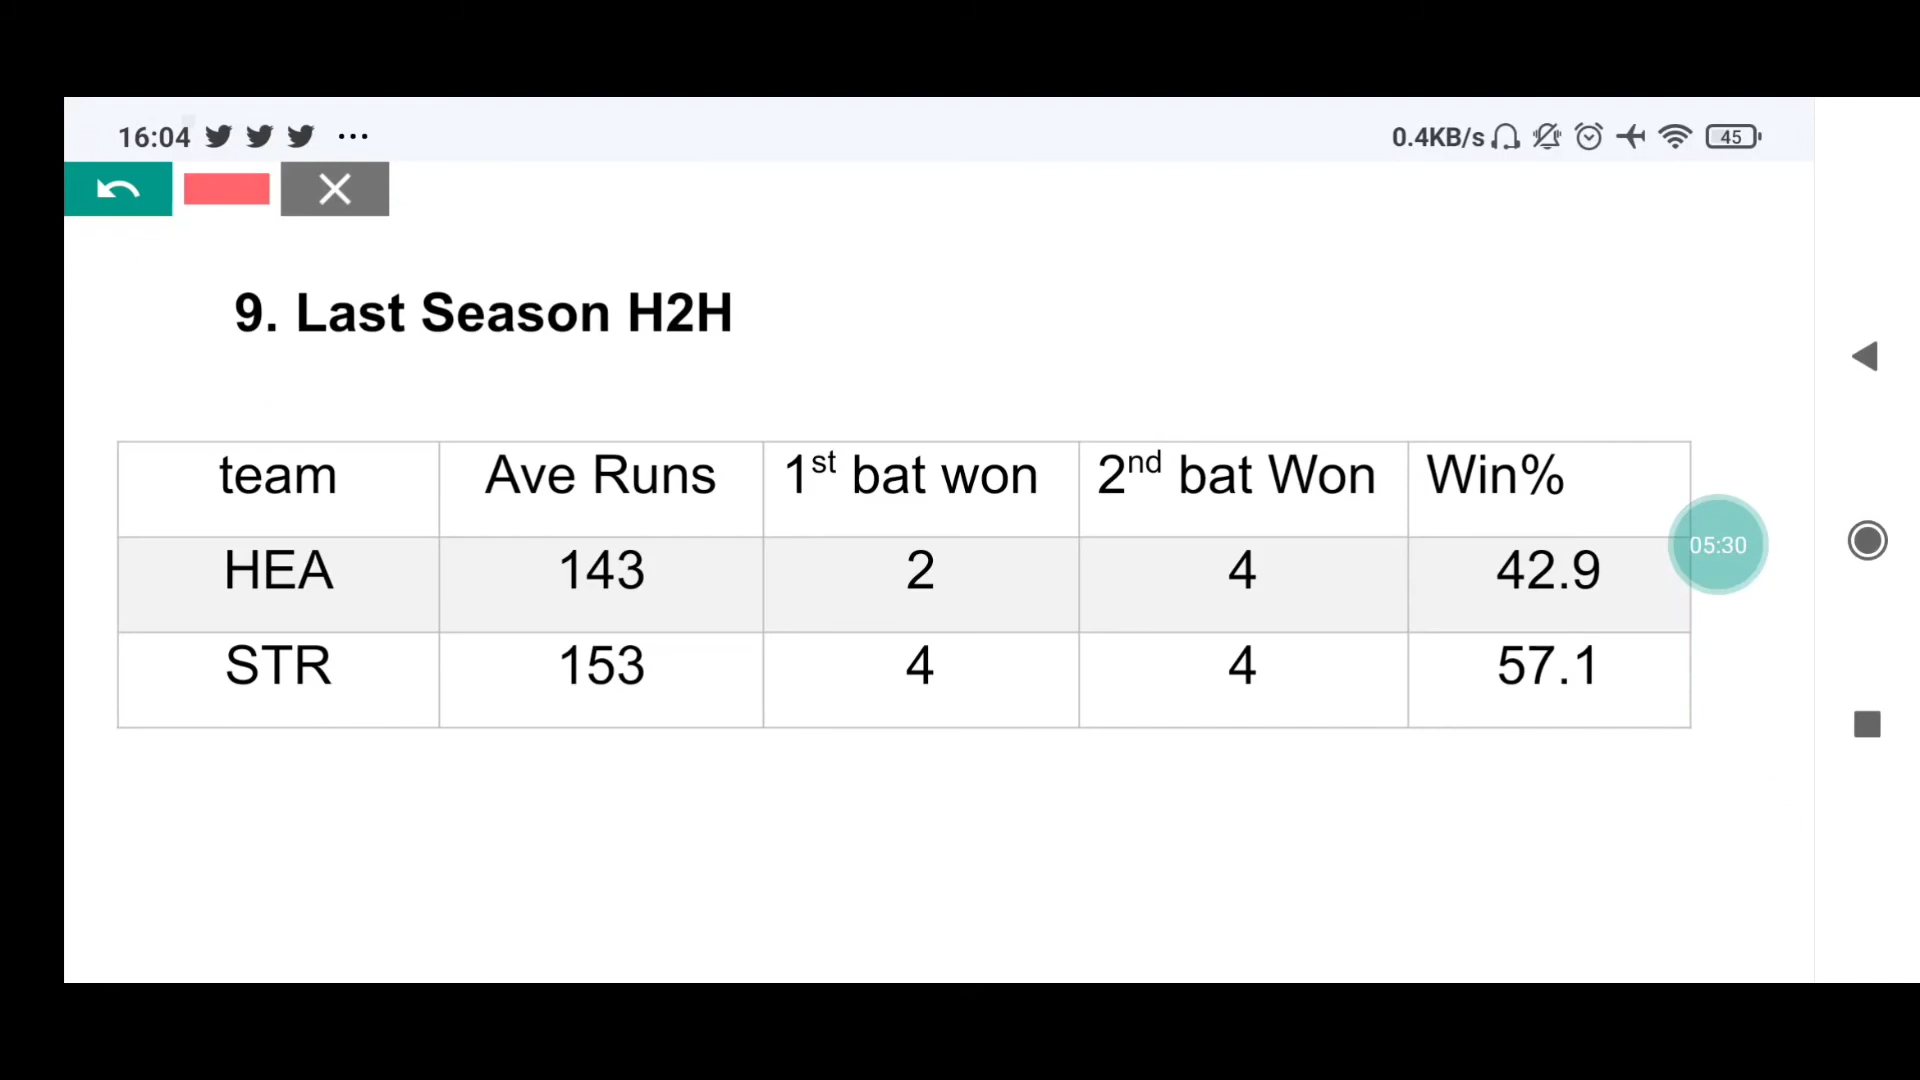 16:04 ... 0.4KB/s 45
9. Last Season H2H
team Ave Runs 1st bat won 2nd bat Won Win%
HEA 143 2 4 42.9
05:30
STR 153 4 4 57.1